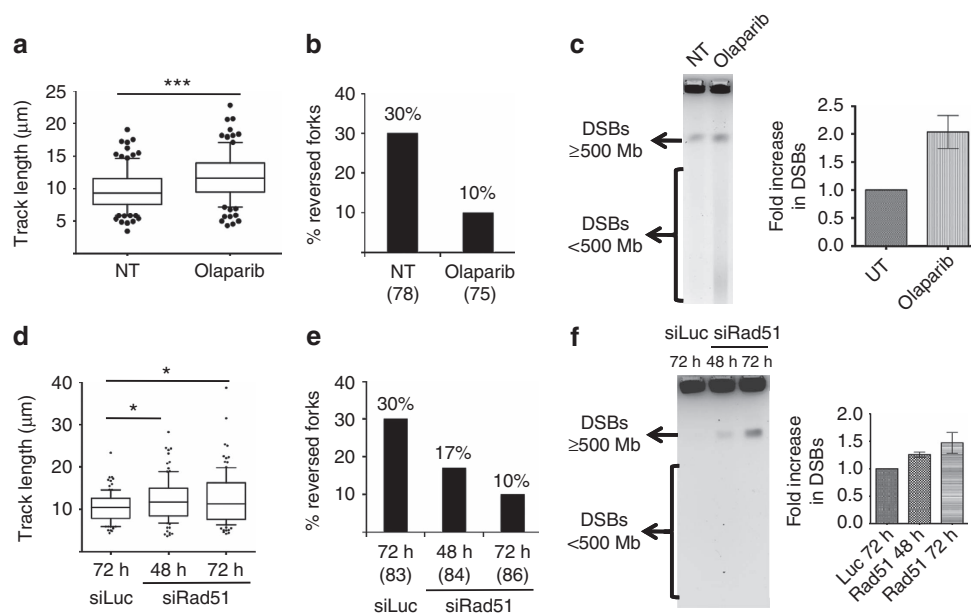 a
Track length (μm)
25
20
15
10
5
***
NT
Olaparib
b
% reversed forks
40
30
20
10
30%
10%
NT
(78)
Olaparib
(75)
c
NT
Olaparib
DSBs
≥500 Mb
DSBs
<500 Mb
Fold increase
in DSBs
2.5
2.0
1.5
1.0
0.5
0.0
UT
Olaparib
d
Track length (μm)
40
30
20
10
*
*
72 h
48 h
72 h
siLuc
siRad51
e
% reversed forks
40
30
20
10
30%
17%
10%
72 h
(83)
48 h
(84)
72 h
(86)
siLuc
siRad51
f
siLuc siRad51
72 h 48 h 72 h
DSBs
≥500 Mb
DSBs
<500 Mb
Fold increase
in DSBs
2.0
1.5
1.0
0.5
0.0
Luc 72 h
Rad51 48 h
Rad51 72 h